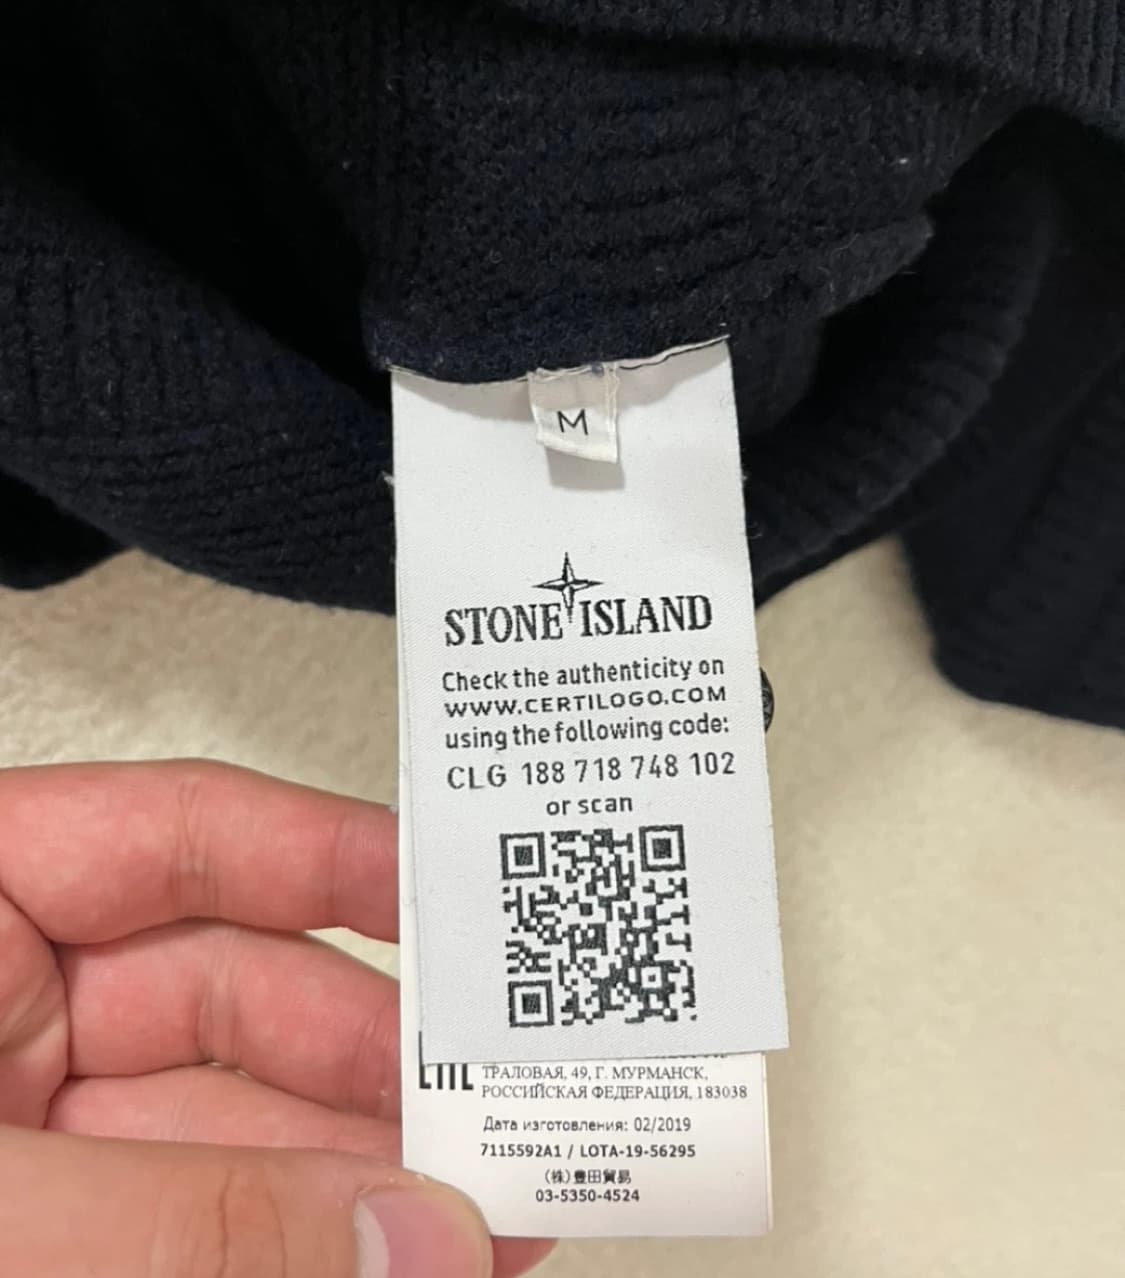 M
STONE ISLAND
Check the authenticity on
WWW.CERTILOGO.COM
using the following code:
CLG 188 718 748 102
or scan
ТРАЛОВАЯ, 49, Г. МУРМАНСК,
РОССИЙСКАЯ ФЕДЕРАЦИЯ, 183038
Дата изготовления: 02/2019
7115592A1 / LOTA-19-56295
(株)豊田貿易
03-5350-4524